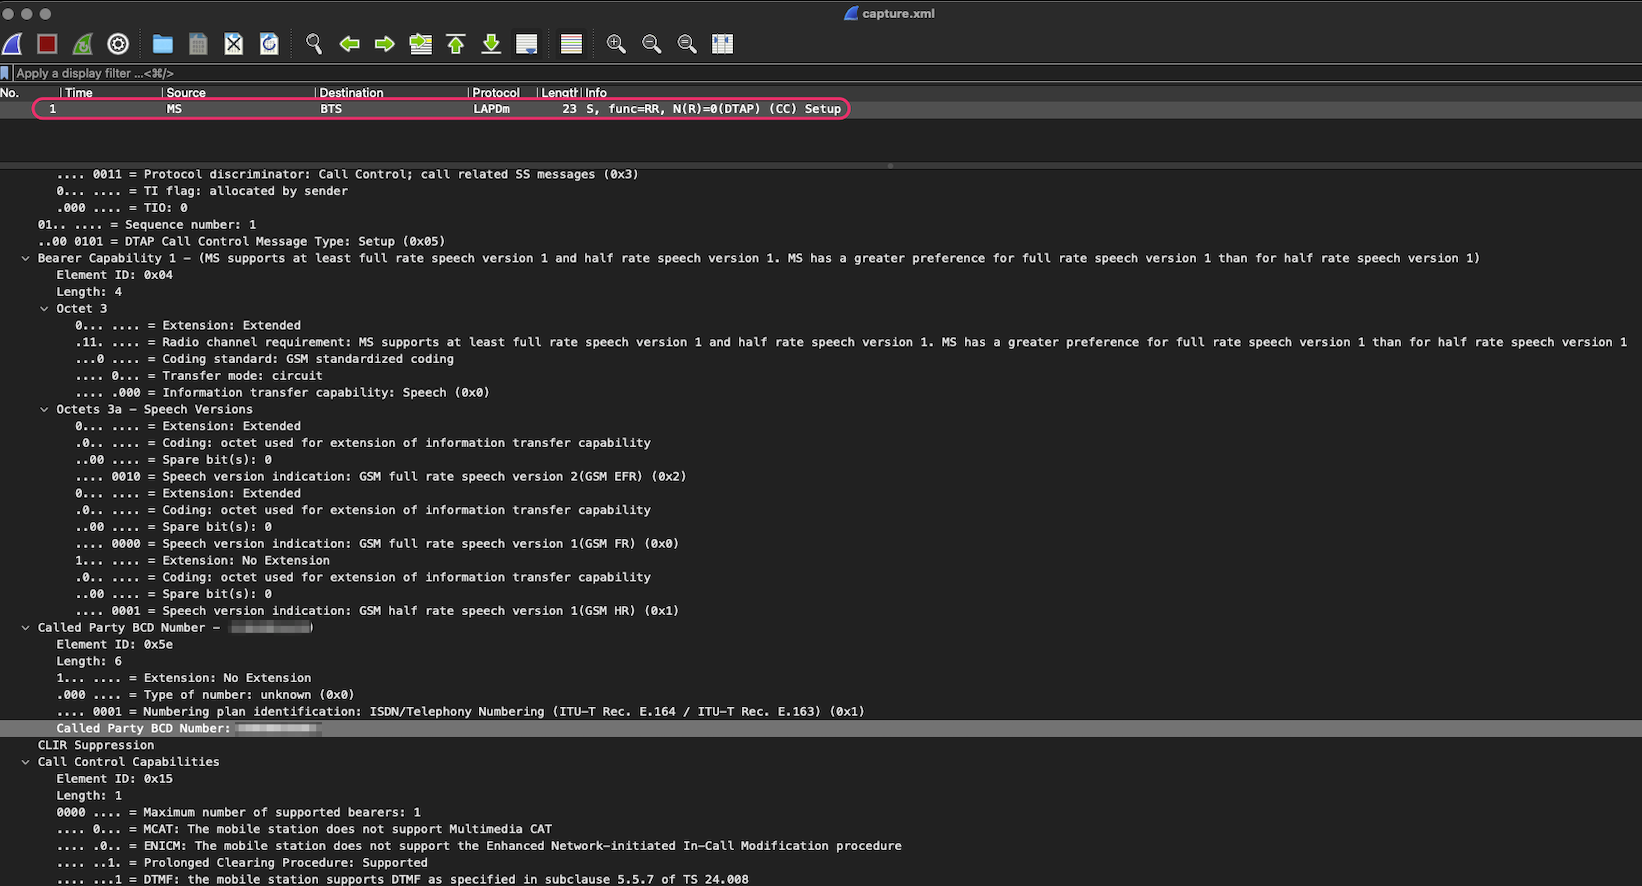 capture.xml
Apply a display filter ...<⌘/>
No. Time Source Destination Protocol Length Info
1 MS BTS LAPDm 23 S, func=RR, N(R)=0(DTAP) (CC) Setup
.... 0011 = Protocol discriminator: Call Control; call related SS messages (0x3)
0... .... = TI flag: allocated by sender
.000 .... = TIO: 0
01.. .... = Sequence number: 1
..00 0101 = DTAP Call Control Message Type: Setup (0x05)
Bearer Capability 1 – (MS supports at least full rate speech version 1 and half rate speech version 1. MS has a greater preference for full rate speech version 1 than for half rate speech version 1)
Element ID: 0x04
Length: 4
Octet 3
0... .... = Extension: Extended
.11. .... = Radio channel requirement: MS supports at least full rate speech version 1 and half rate speech version 1. MS has a greater preference for full rate speech version 1 than for half rate speech version 1
...0 .... = Coding standard: GSM standardized coding
.... 0... = Transfer mode: circuit
.... .000 = Information transfer capability: Speech (0x0)
Octets 3a – Speech Versions
0... .... = Extension: Extended
.0.. .... = Coding: octet used for extension of information transfer capability
..00 .... = Spare bit(s): 0
.... 0010 = Speech version indication: GSM full rate speech version 2(GSM EFR) (0x2)
0... .... = Extension: Extended
.0.. .... = Coding: octet used for extension of information transfer capability
..00 .... = Spare bit(s): 0
.... 0000 = Speech version indication: GSM full rate speech version 1(GSM FR) (0x0)
1... .... = Extension: No Extension
.0.. .... = Coding: octet used for extension of information transfer capability
..00 .... = Spare bit(s): 0
.... 0001 = Speech version indication: GSM half rate speech version 1(GSM HR) (0x1)
Called Party BCD Number – )
Element ID: 0x5e
Length: 6
1... .... = Extension: No Extension
.000 .... = Type of number: unknown (0x0)
.... 0001 = Numbering plan identification: ISDN/Telephony Numbering (ITU-T Rec. E.164 / ITU-T Rec. E.163) (0x1)
Called Party BCD Number:
CLIR Suppression
Call Control Capabilities
Element ID: 0x15
Length: 1
0000 .... = Maximum number of supported bearers: 1
.... 0... = MCAT: The mobile station does not support Multimedia CAT
.... .0.. = ENICM: The mobile station does not support the Enhanced Network-initiated In-Call Modification procedure
.... ..1. = Prolonged Clearing Procedure: Supported
.... ...1 = DTMF: the mobile station supports DTMF as specified in subclause 5.5.7 of TS 24.008